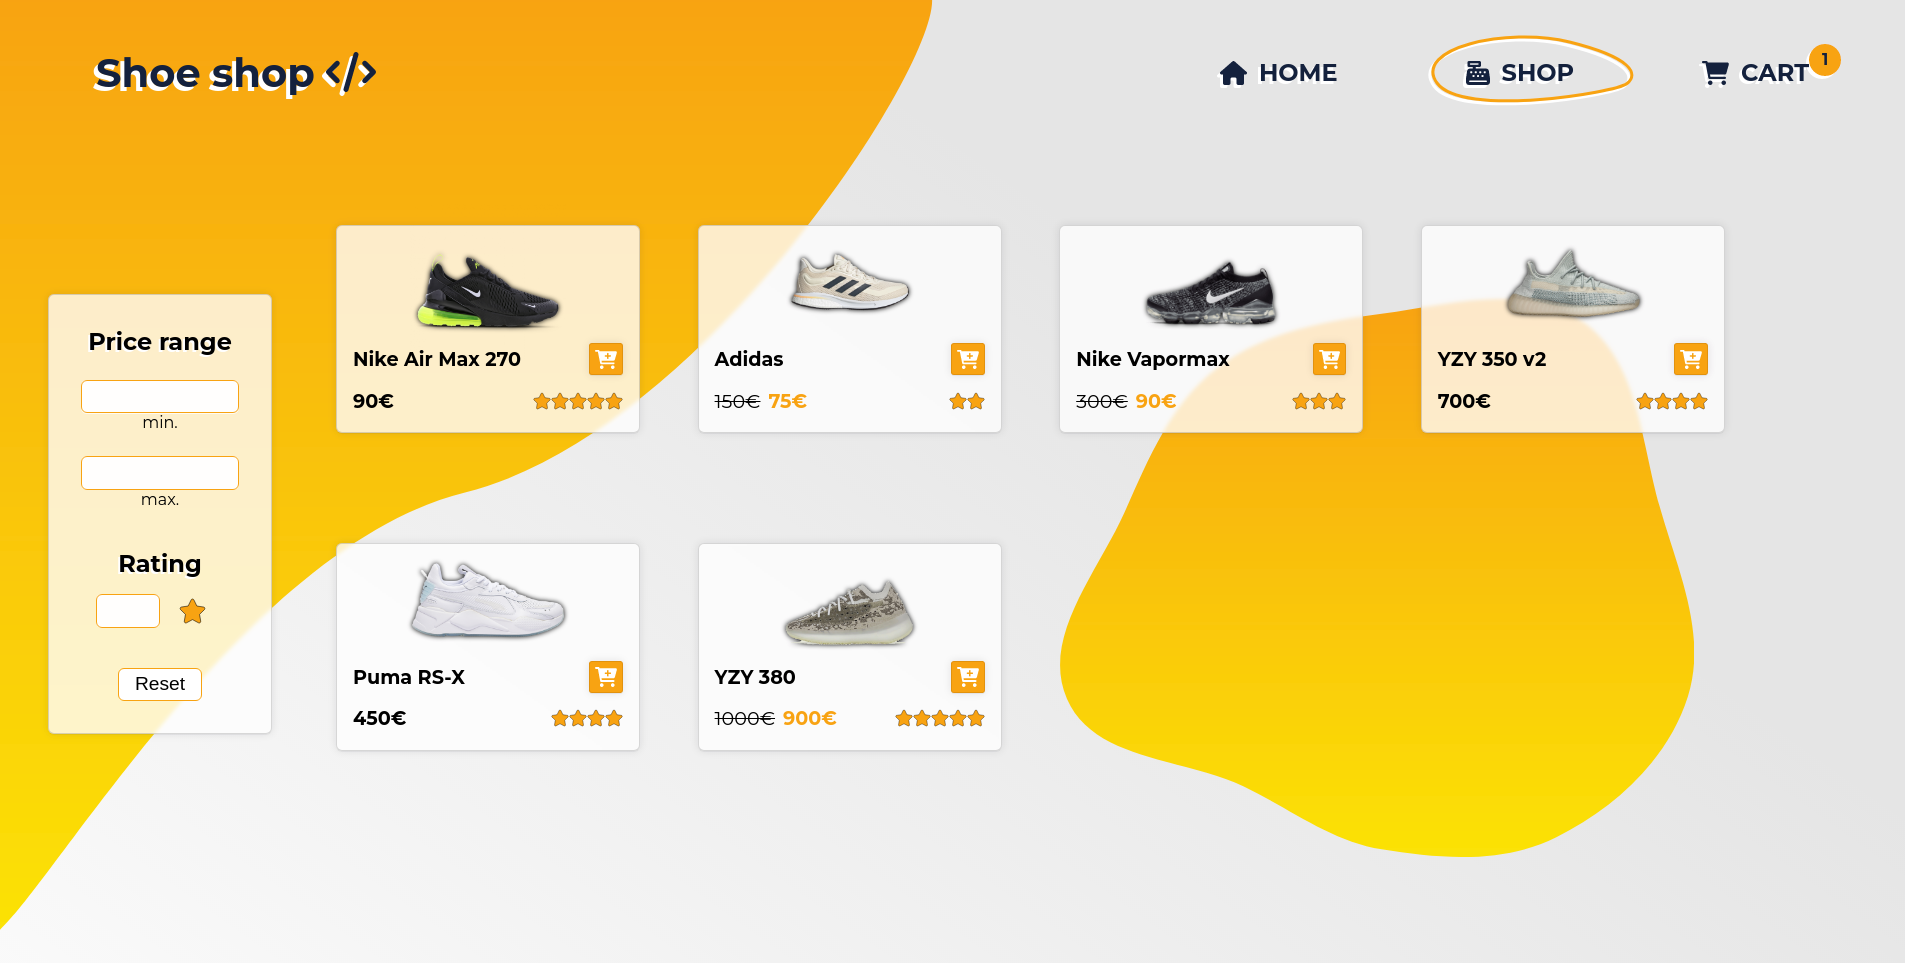 Shoe shop </>
HOME
SHOP
CART
1
Price range
min.
max.
Rating
Reset
Nike Air Max 270
90€
Adidas
150€ 75€
Nike Vapormax
300€ 90€
YZY 350 v2
700€
Puma RS-X
450€
YZY 380
1000€ 900€